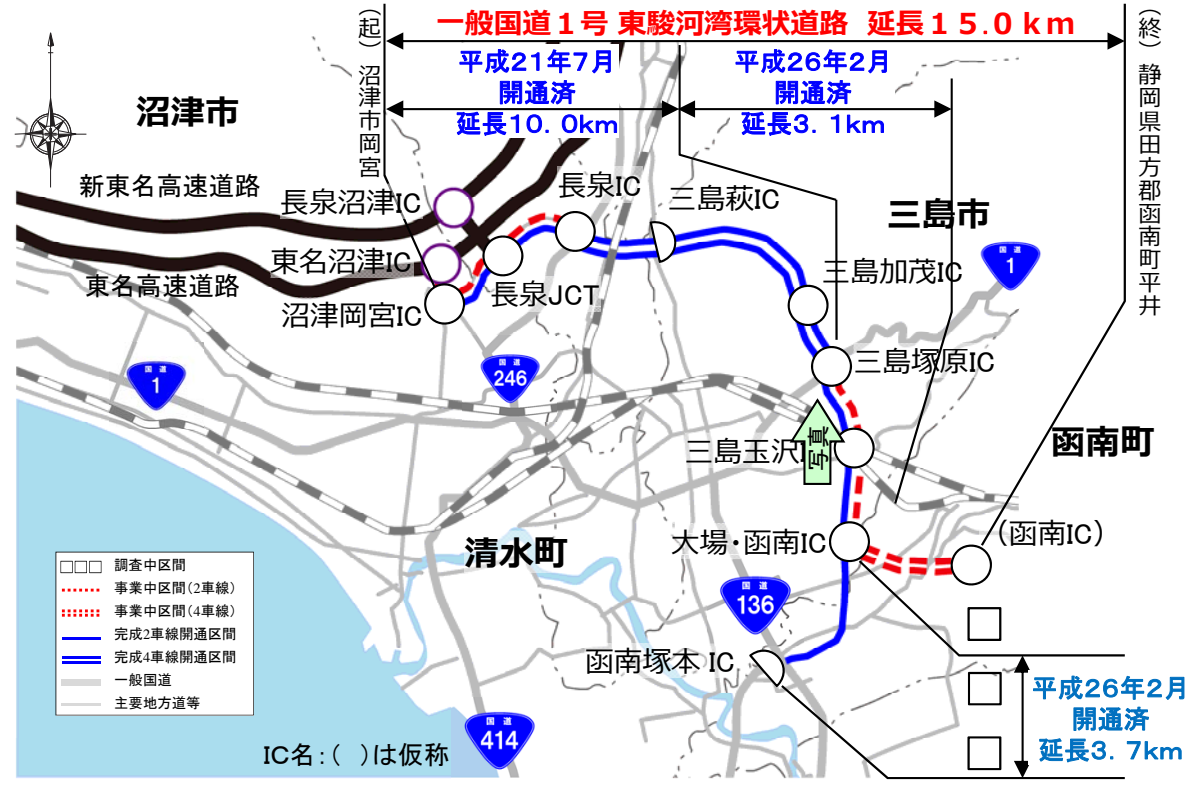 一般国道１号 東駿河湾環状道路 延長１５.０ｋｍ
（起）沼津市岡宮
（終）静岡県田方郡函南町平井
平成21年7月
開通済
延長10．0km
平成26年2月
開通済
延長3．1km
沼津市
新東名高速道路
長泉沼津IC
長泉IC
三島萩IC
三島市
国道
1
東名沼津IC
東名高速道路
長泉JCT
三島加茂IC
沼津岡宮IC
国道
1
国道
246
三島塚原IC
三島玉沢I
写真
函南町
清水町
大場・函南IC
（函南IC）
国道
136
函南塚本 IC
調査中区間
事業中区間（2車線）
事業中区間（4車線）
完成2車線開通区間
完成4車線開通区間
一般国道
主要地方道等
平成26年2月
開通済
延長3．7km
国道
414
IC名：（　）は仮称